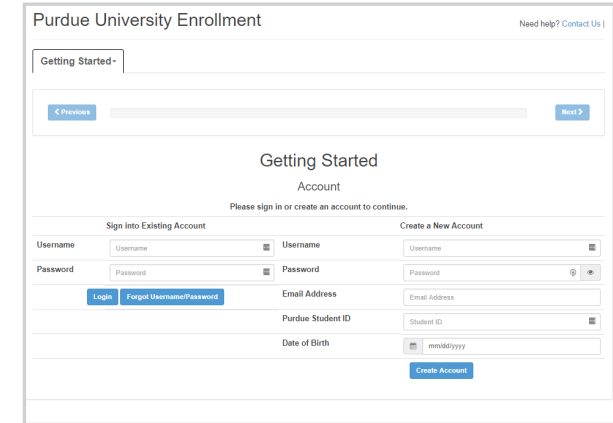 Purdue University Enrollment
Need help? Contact Us |
Getting Started
Previous
Next
Getting Started
Account
Please sign in or create an account to continue.
Sign into Existing Account
Create a New Account
Username
Username
Username
Username
Password
Password
Password
Password
Login
Forgot Username/Password
Email Address
Email Address
Purdue Student ID
Student ID
Date of Birth
mm/dd/yyyy
Create Account